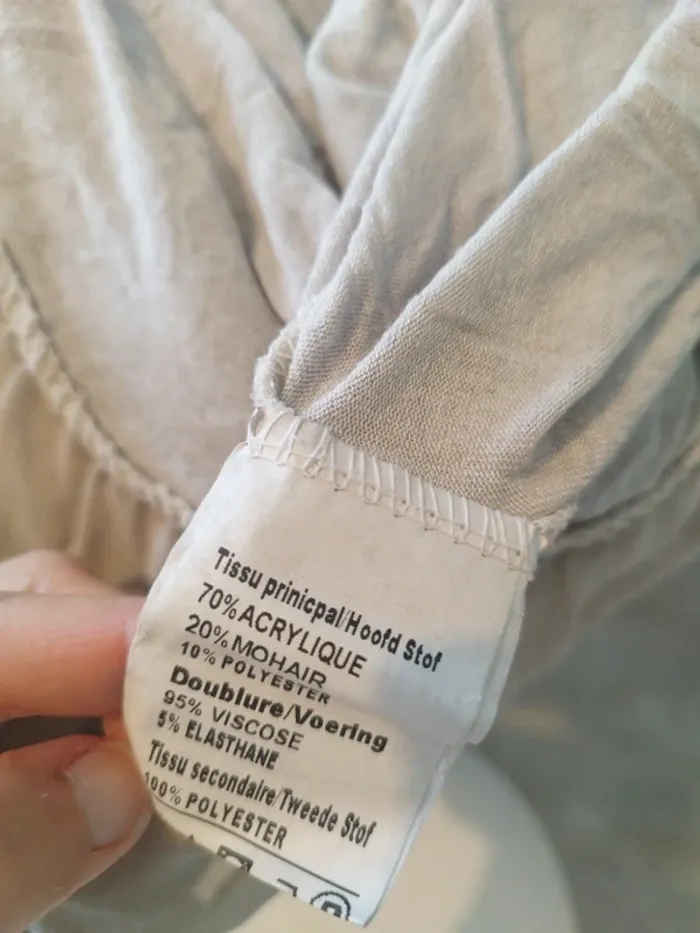 Tissu prinicpal/Hoofd Stof
70%ACRYLIQUE
20%MOHAIR
10% POLYESTER
Doublure/Voering
95% VISCOSE
5% ELASTHANE
Tissu secondaire/Tweede Stof
100% POLYESTER